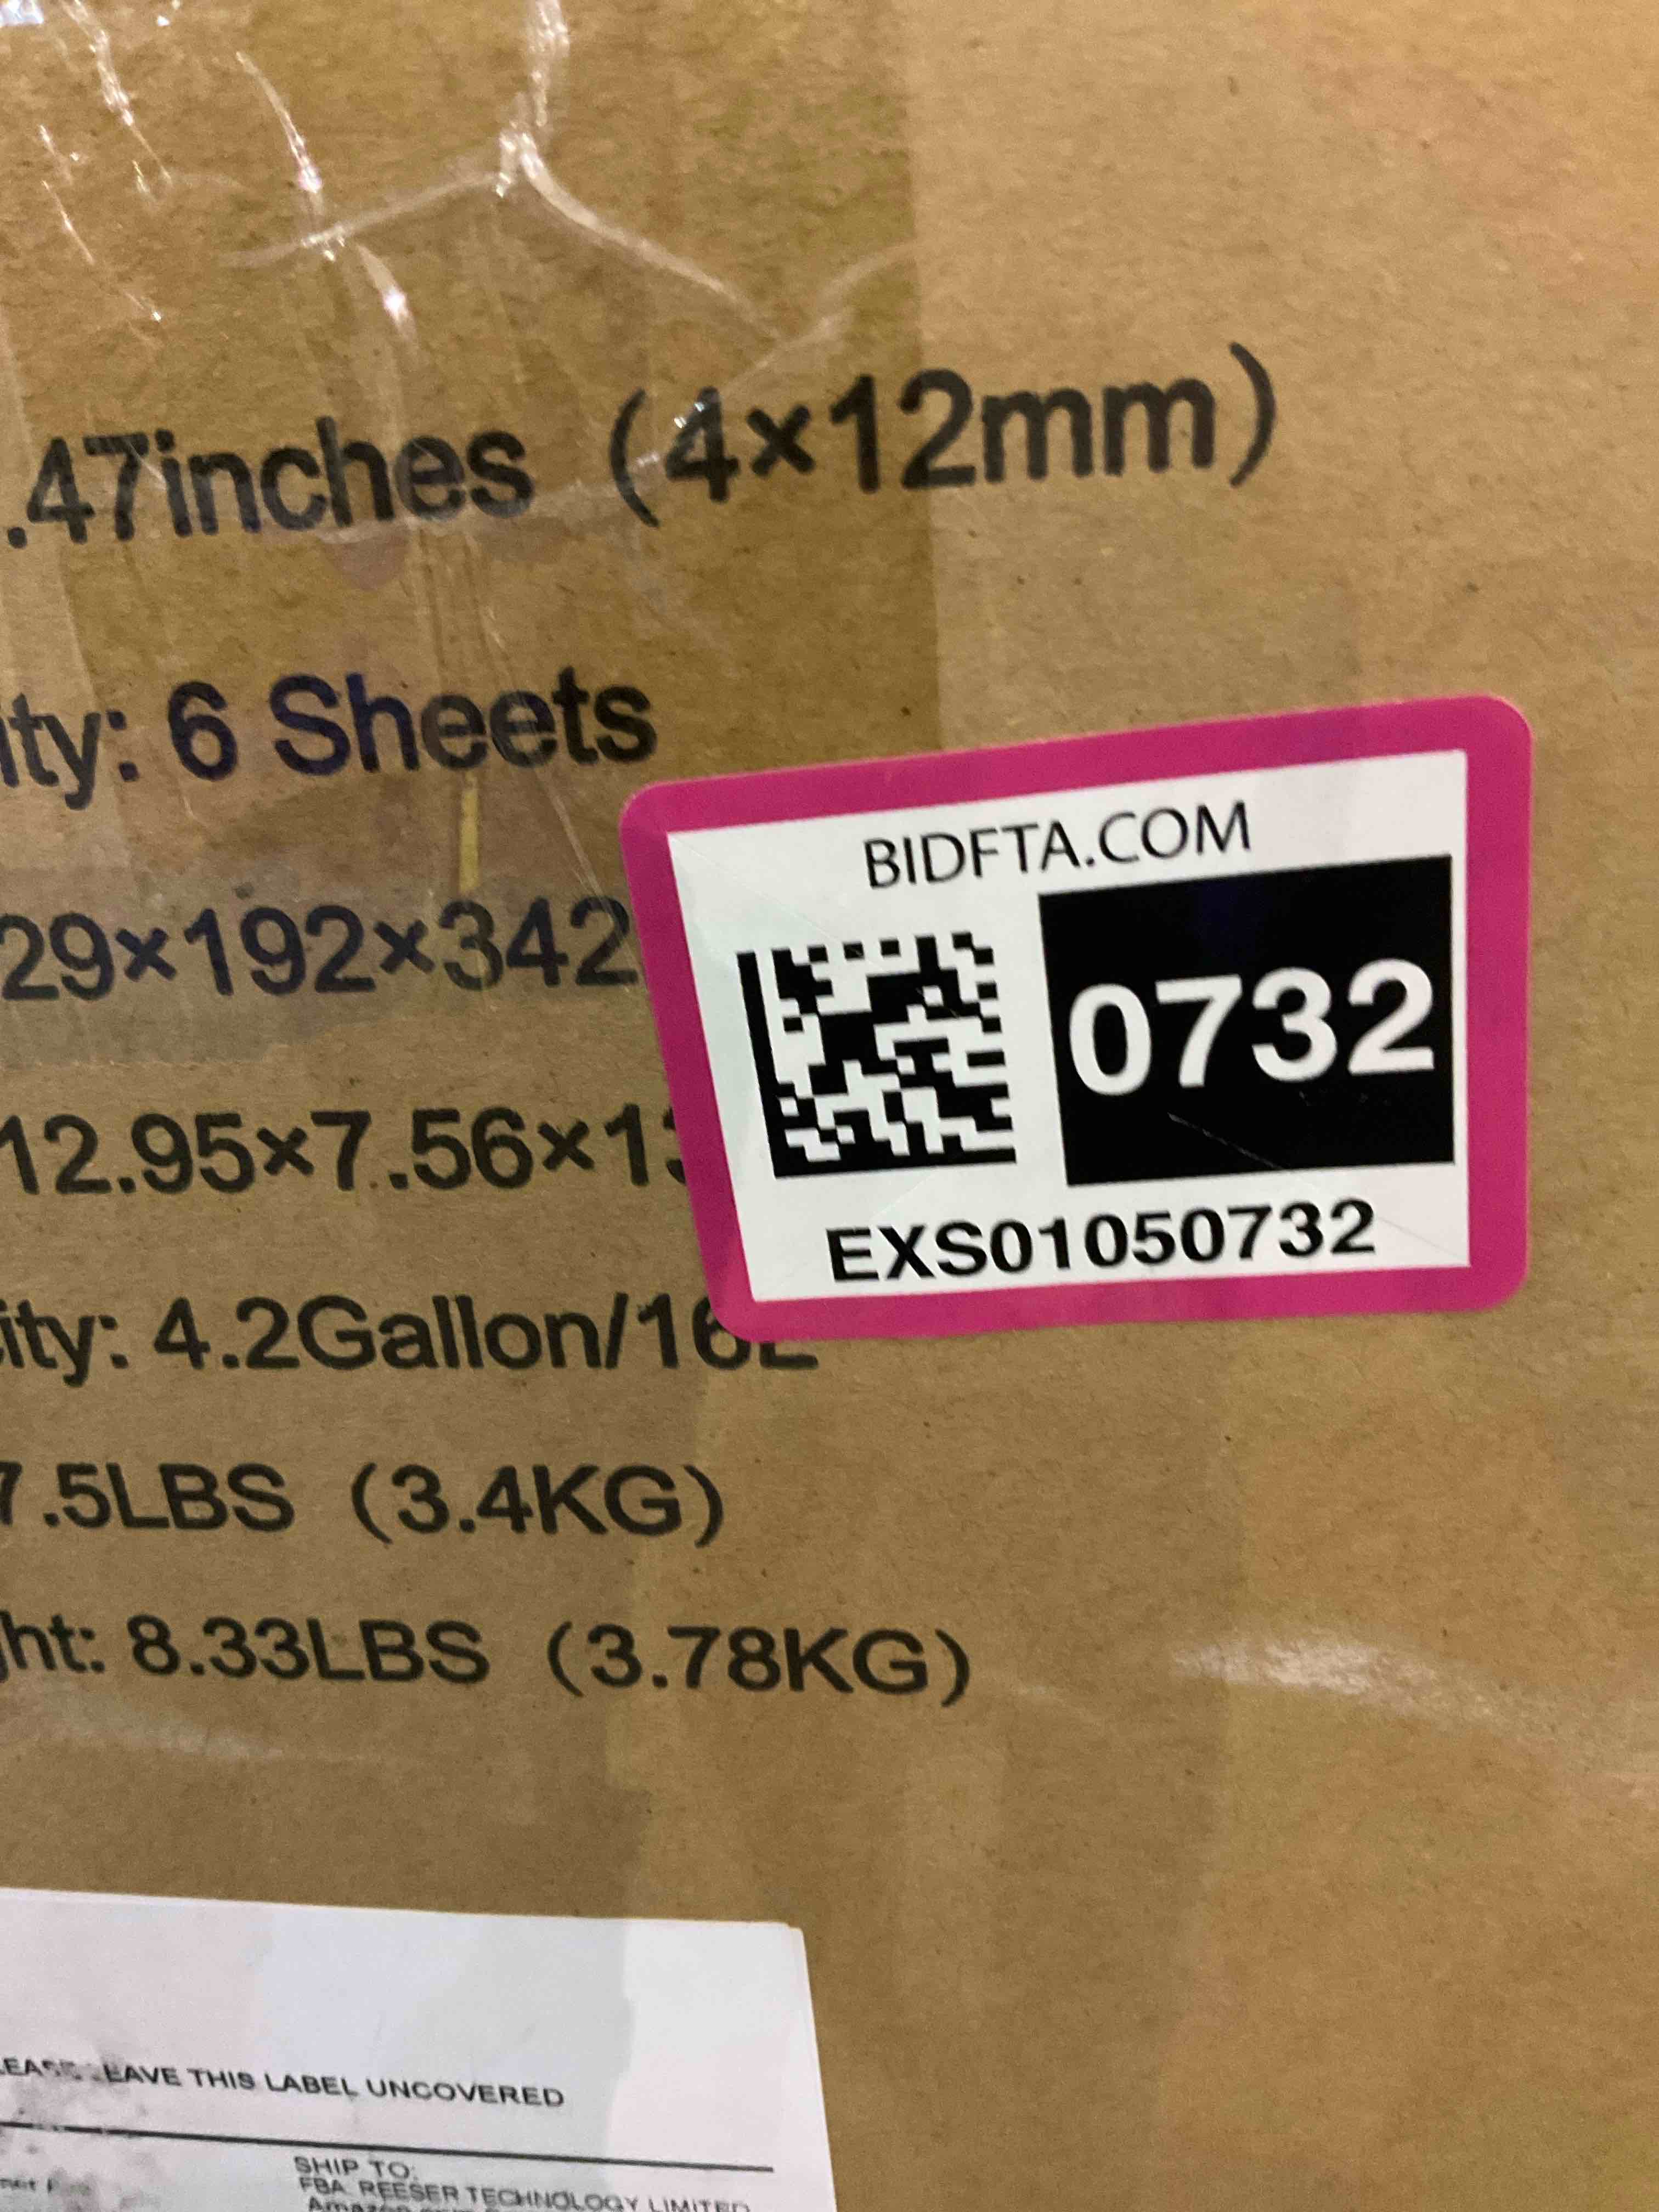 .47inches (4×12mm)
ity: 6 Sheets
29×192×342
12.95×7.56×1
ity: 4.2Gallon/16L
7.5LBS (3.4KG)
ght: 8.33LBS (3.78KG)
BIDFTA.COM
0732
EXS01050732
LEAVE THIS LABEL UNCOVERED
SHIP TO:
FBA: REESER TECHNOLOGY LIMITED